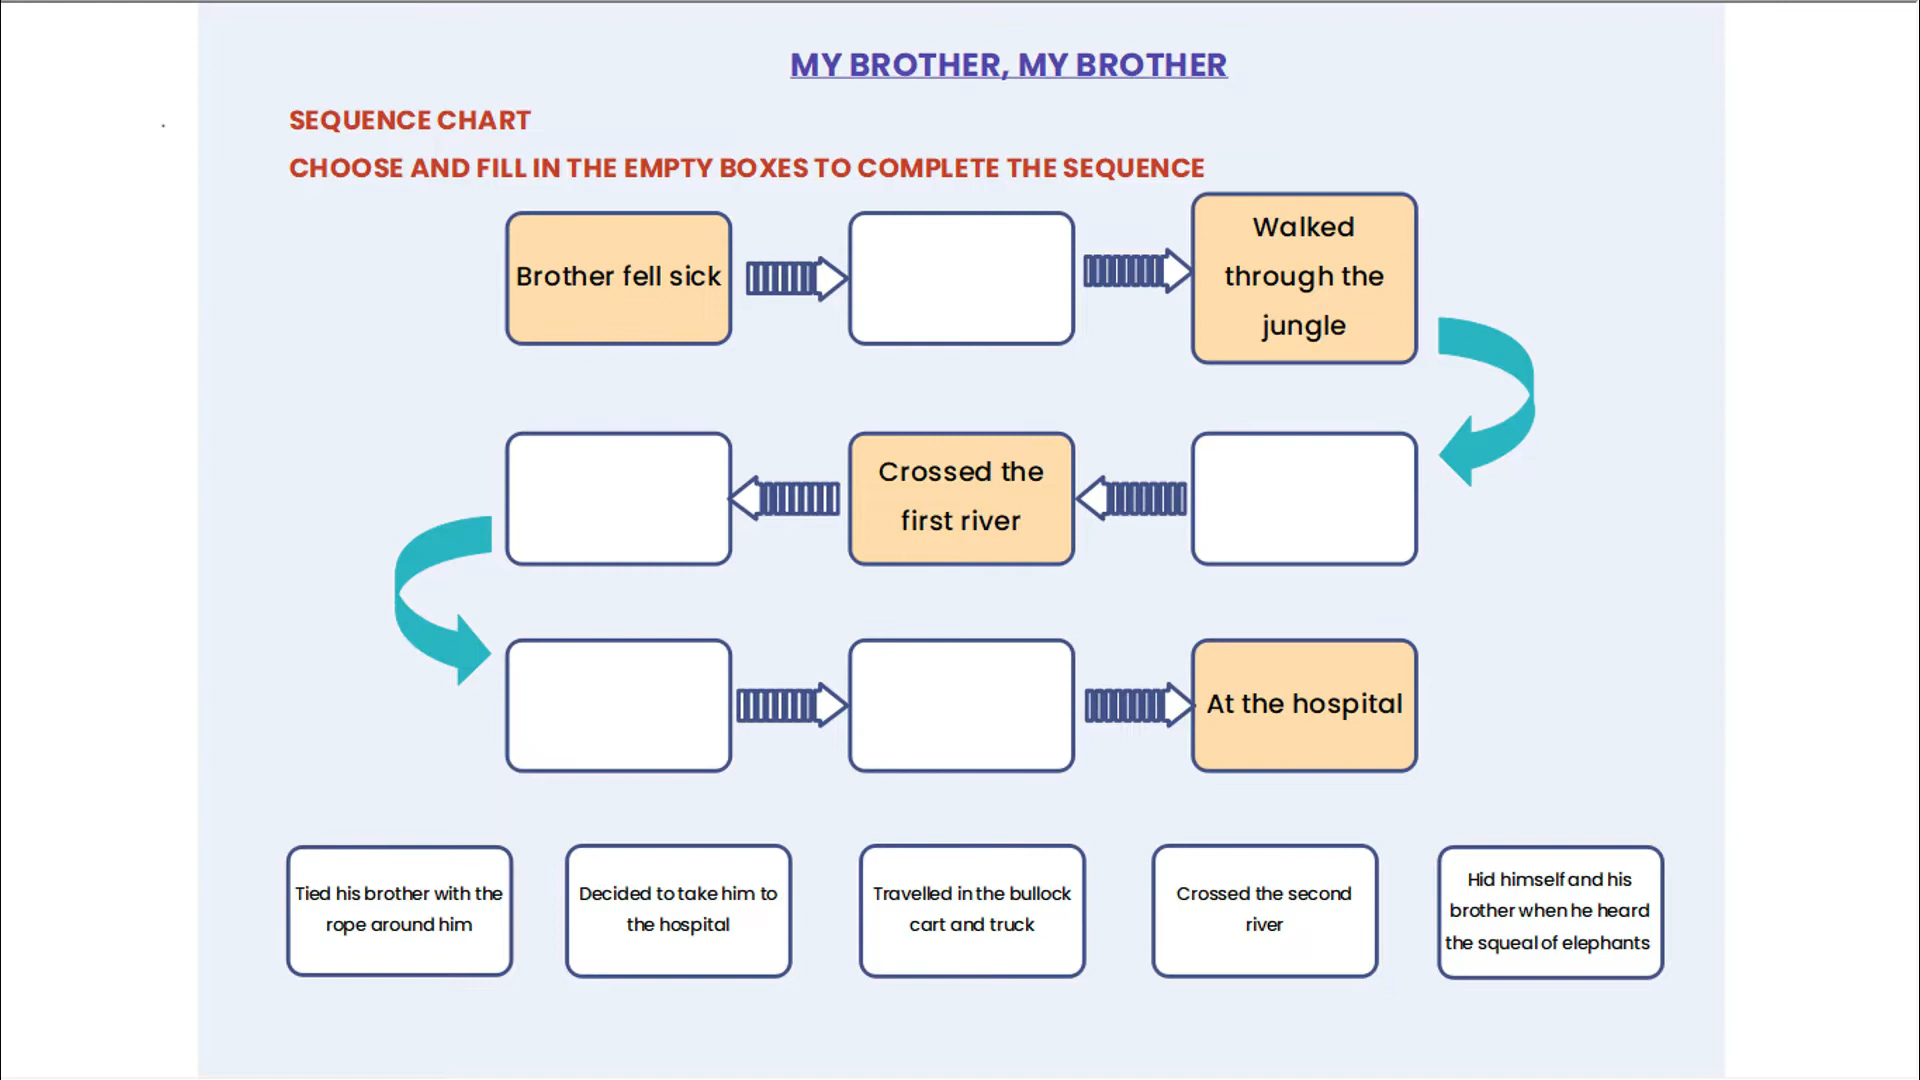 MY BROTHER, MY BROTHER
SEQUENCE CHART
CHOOSE AND FILL IN THE EMPTY BOXES TO COMPLETE THE SEQUENCE
Brother fell sick
Walked
through the
jungle
Crossed the
first river
At the hospital
Tied his brother with the
rope around him
Decided to take him to
the hospital
Travelled in the bullock
cart and truck
Crossed the second
river
Hid himself and his
brother when he heard
the squeal of elephants